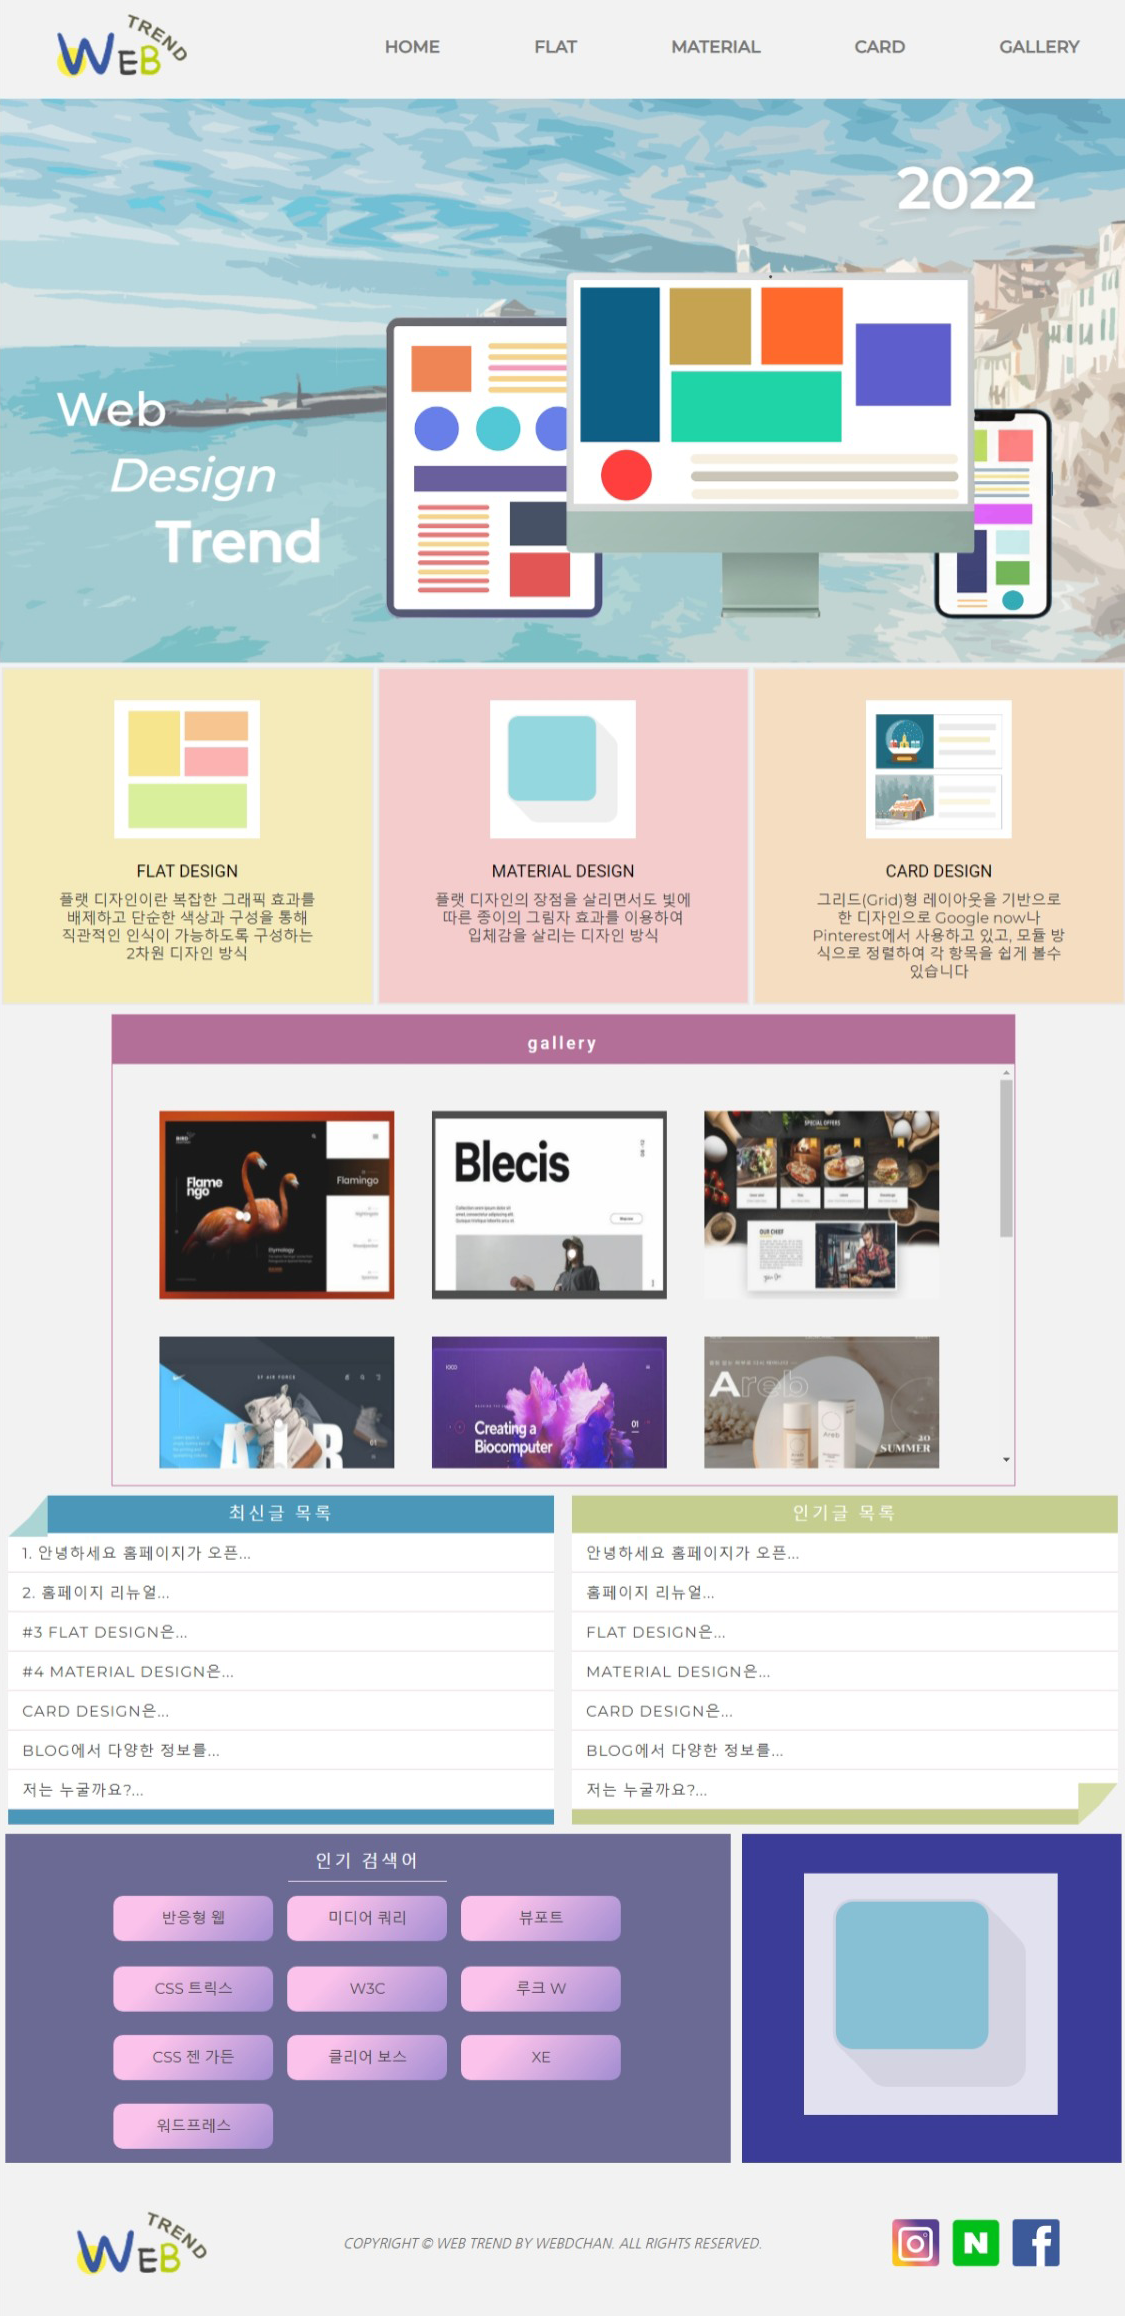 WEB TREND
HOME FLAT MATERIAL CARD GALLERY
2022
Web
Design
Trend
FLAT DESIGN
플랫 디자인이란 복잡한 그래픽 효과를
배제하고 단순한 색상과 구성을 통해
직관적인 인식이 가능하도록 구성하는
2차원 디자인 방식
MATERIAL DESIGN
플랫 디자인의 장점을 살리면서도 빛에
따른 종이의 그림자 효과를 이용하여
입체감을 살리는 디자인 방식
CARD DESIGN
그리드(Grid)형 레이아웃을 기반으로
한 디자인으로 Google now나
Pinterest에서 사용하고 있고, 모듈 방
식으로 정렬하여 각 항목을 쉽게 볼수
있습니다
gallery
Flame
ngo
Flamingo
Blecis
SPECIAL OFFERS
OUR CHEF
AIR
Creating a
Biocomputer
01
Areb
20
SUMMER
최신글 목록
1. 안녕하세요 홈페이지가 오픈...
2. 홈페이지 리뉴얼...
#3 FLAT DESIGN은...
#4 MATERIAL DESIGN은...
CARD DESIGN은...
BLOG에서 다양한 정보를...
저는 누굴까요?...
인기글 목록
안녕하세요 홈페이지가 오픈...
홈페이지 리뉴얼...
FLAT DESIGN은...
MATERIAL DESIGN은...
CARD DESIGN은...
BLOG에서 다양한 정보를...
저는 누굴까요?...
인기 검색어
반응형 웹 미디어 쿼리 뷰포트
CSS 트릭스 W3C 루크 W
CSS 젠 가든 클리어 보스 XE
워드프레스
WEB TREND
COPYRIGHT © WEB TREND BY WEBDCHAN. ALL RIGHTS RESERVED.